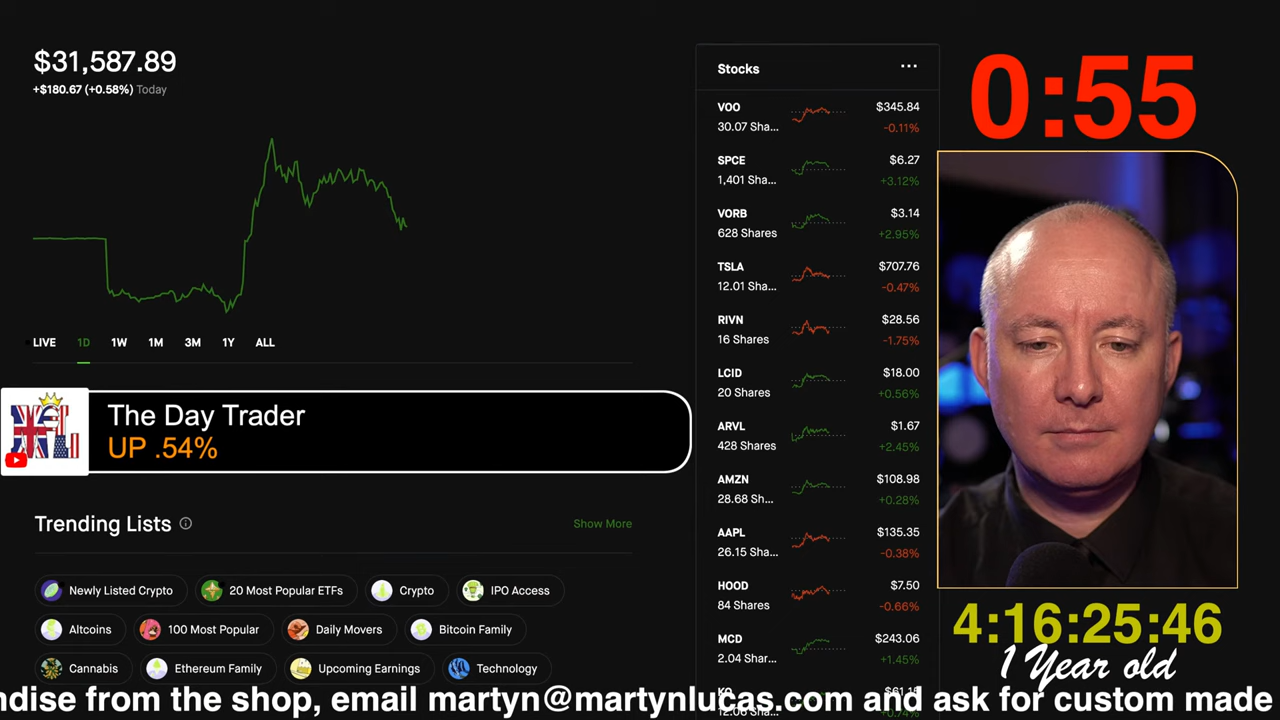 $31,587.89
+$180.67 (+0.58%) Today
LIVE 1D 1W 1M 3M 1Y ALL
The Day Trader
UP .54%
Trending Lists
Show More
Newly Listed Crypto
20 Most Popular ETFs
Crypto
IPO Access
Altcoins
100 Most Popular
Daily Movers
Bitcoin Family
Cannabis
Ethereum Family
Upcoming Earnings
Technology
Stocks
VOO $345.84
30.07 Sha... -0.11%
SPCE $6.27
1,401 Sha... +3.12%
VORB $3.14
628 Shares +2.95%
TSLA $707.76
12.01 Sha... -0.47%
RIVN $28.56
16 Shares -1.75%
LCID $18.00
20 Shares +0.56%
ARVL $1.67
428 Shares +2.45%
AMZN $108.98
28.68 Sh... +0.28%
AAPL $135.35
26.15 Sha... -0.38%
HOOD $7.50
84 Shares -0.66%
MCD $243.06
2.04 Shar... +1.45%
0:55
4:16:25:46
1 Year old
ndise from the shop, email martyn@martynlucas.com and ask for custom made